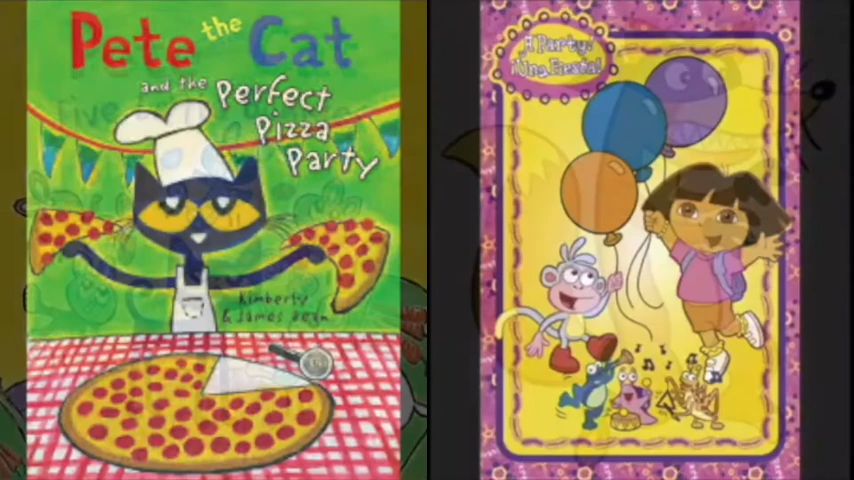 Pete the Cat
and the Perfect
Pizza
Party
Kimberly
& James Dean
A Party!
¡Una Fiesta!